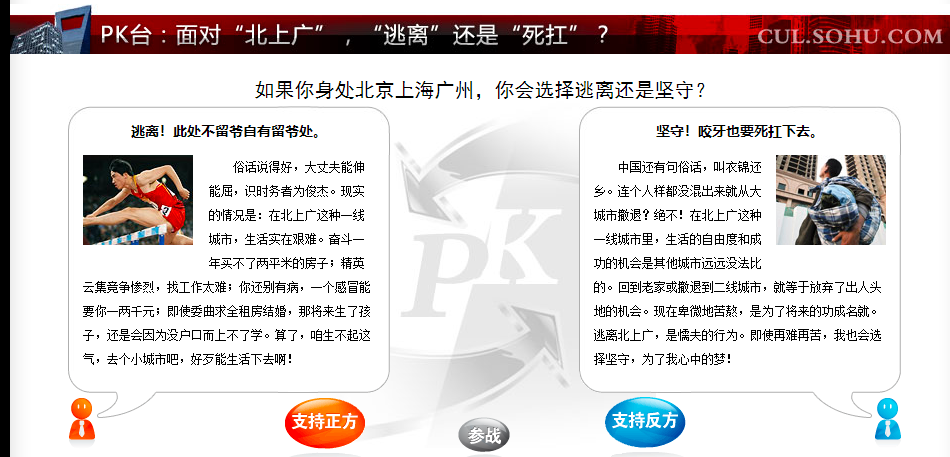 PK台：面对“北上广”，“逃离”还是“死扛”？
CUL.SOHU.COM
如果你身处北京上海广州，你会选择逃离还是坚守？
逃离！此处不留爷自有留爷处。
俗话说得好，大丈夫能伸
能屈，识时务者为俊杰。现实
的情况是：在北上广这种一线
城市，生活实在艰难。奋斗一
年买不了两平米的房子；精英
云集竞争惨烈，找工作太难；你还别有病，一个感冒能
要你一两千元；即使委曲求全租房结婚，那将来生了孩
子，还是会因为没户口而上不了学。算了，咱生不起这
气，去个小城市吧，好歹能生活下去啊！
坚守！咬牙也要死扛下去。
中国还有句俗话，叫衣锦还
乡。连个人样都没混出来就从大
城市撤退？绝不！在北上广这种
一线城市里，生活的自由度和成
功的机会是其他城市远远没法比
的。回到老家或撤退到二线城市，就等于放弃了出人头
地的机会。现在卑微地苦熬，是为了将来的功成名就。
逃离北上广，是懦夫的行为。即使再难再苦，我也会选
择坚守，为了我心中的梦！
PK
支持正方
参战
支持反方